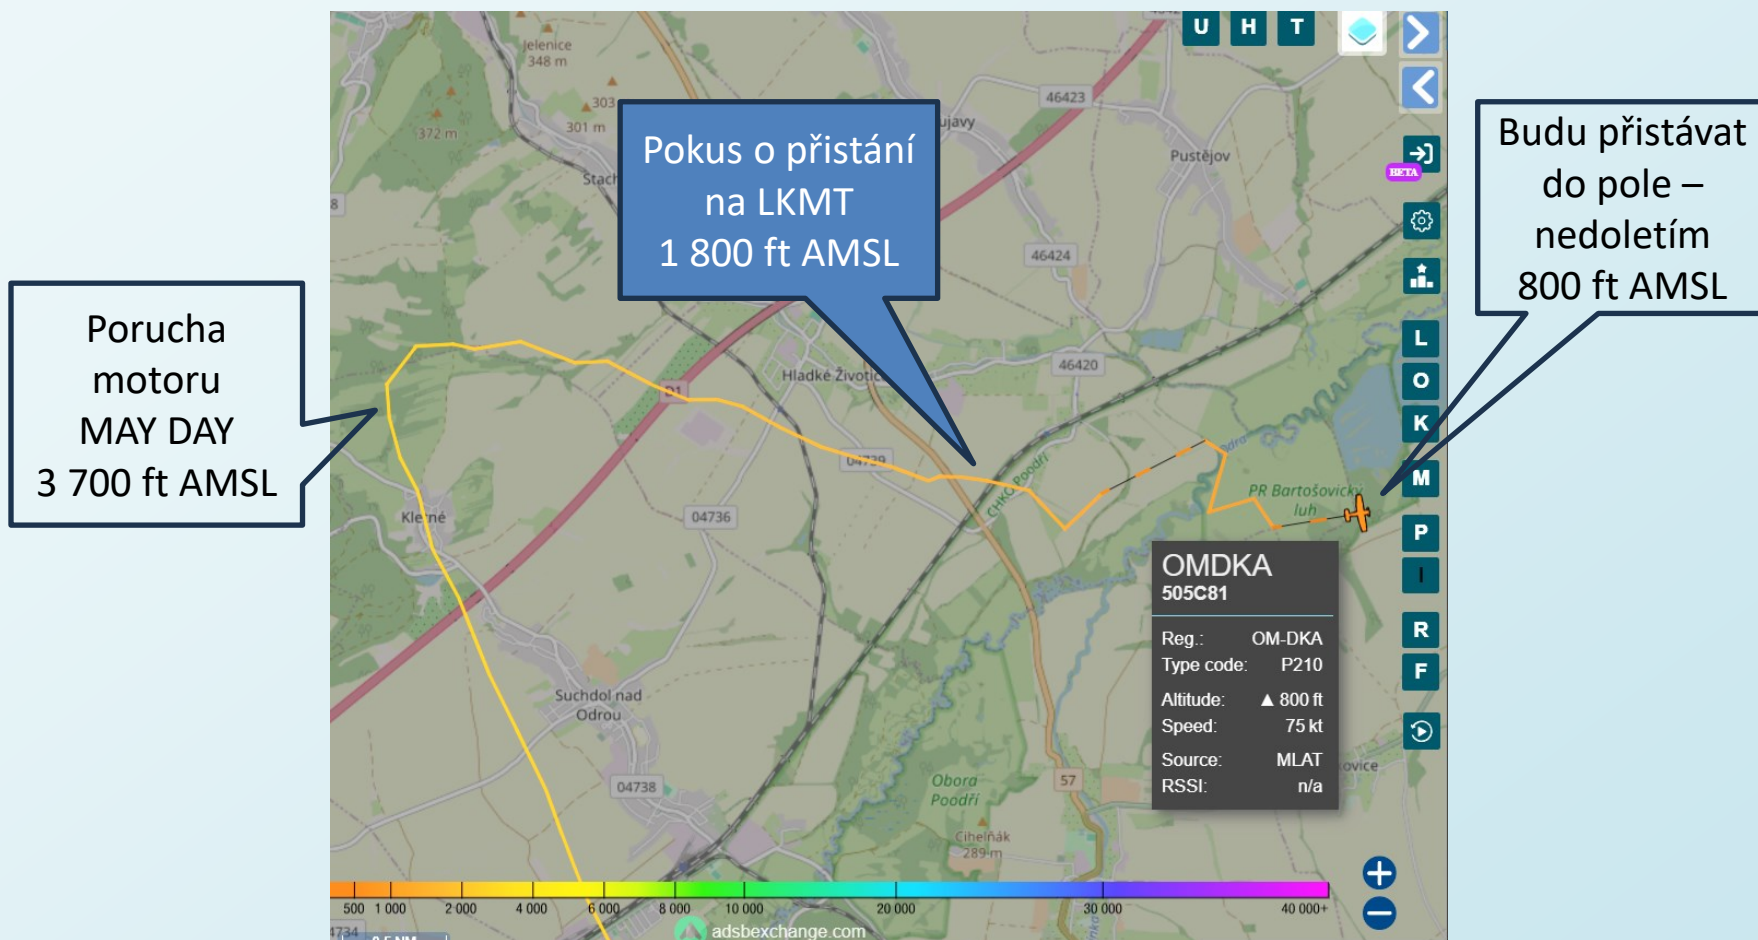 U H T
Jelenice
348 m
303
301 m
372 m
46423
Pustějov
Pokus o přistání
na LKMT
1 800 ft AMSL
Budu přistávat
do pole –
nedoletím
800 ft AMSL
BETA
46424
Porucha
motoru
MAY DAY
3 700 ft AMSL
L
O
K
M
P
I
R
F
46420
Hladké Životice
D1
04739
CHKO Poodří
Odra
PR Bartošovický
luh
04736
OMDKA
505C81
Reg.: OM-DKA
Type code: P210
Altitude: ▲ 800 ft
Speed: 75 kt
Source: MLAT
RSSI: n/a
Suchdol nad
Odrou
04738
57
Obora
Poodří
Cihelňák
289 m
500 1 000 2 000 4 000 6 000 8 000 10 000 20 000 30 000 40 000+
adsbexchange.com